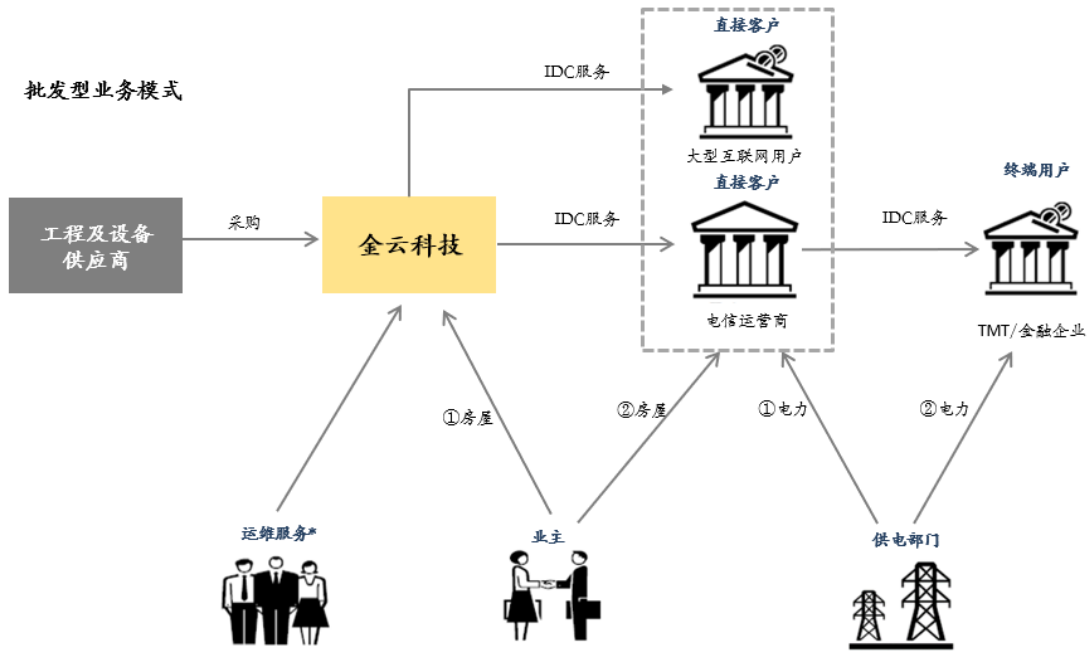 直接客户
IDC服务
批发型业务模式
大型互联网用户
直接客户
终端用户
工程及设备
供应商
采购
金云科技
IDC服务
IDC服务
电信运营商
TMT/金融企业
①房屋
②房屋
①电力
②电力
运维服务*
业主
供电部门